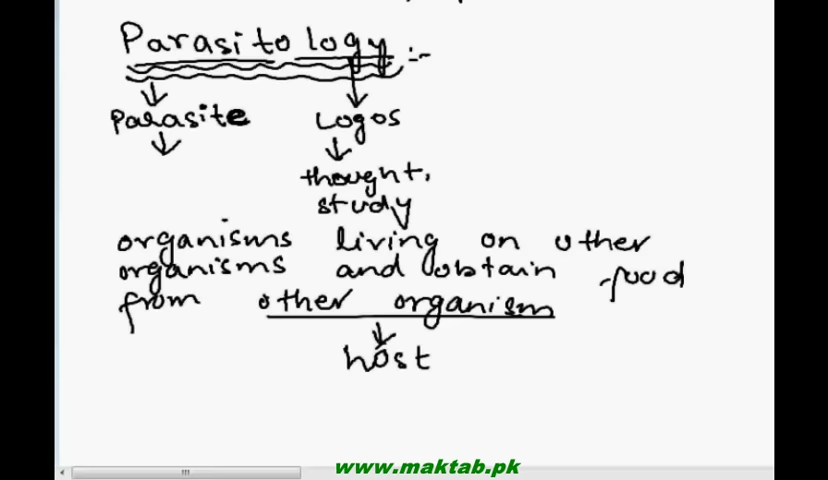 Parasitology :-
Parasite Logos
thought,
study
organisms living on other
organisms and obtain food
from other organism
host
www.maktab.pk